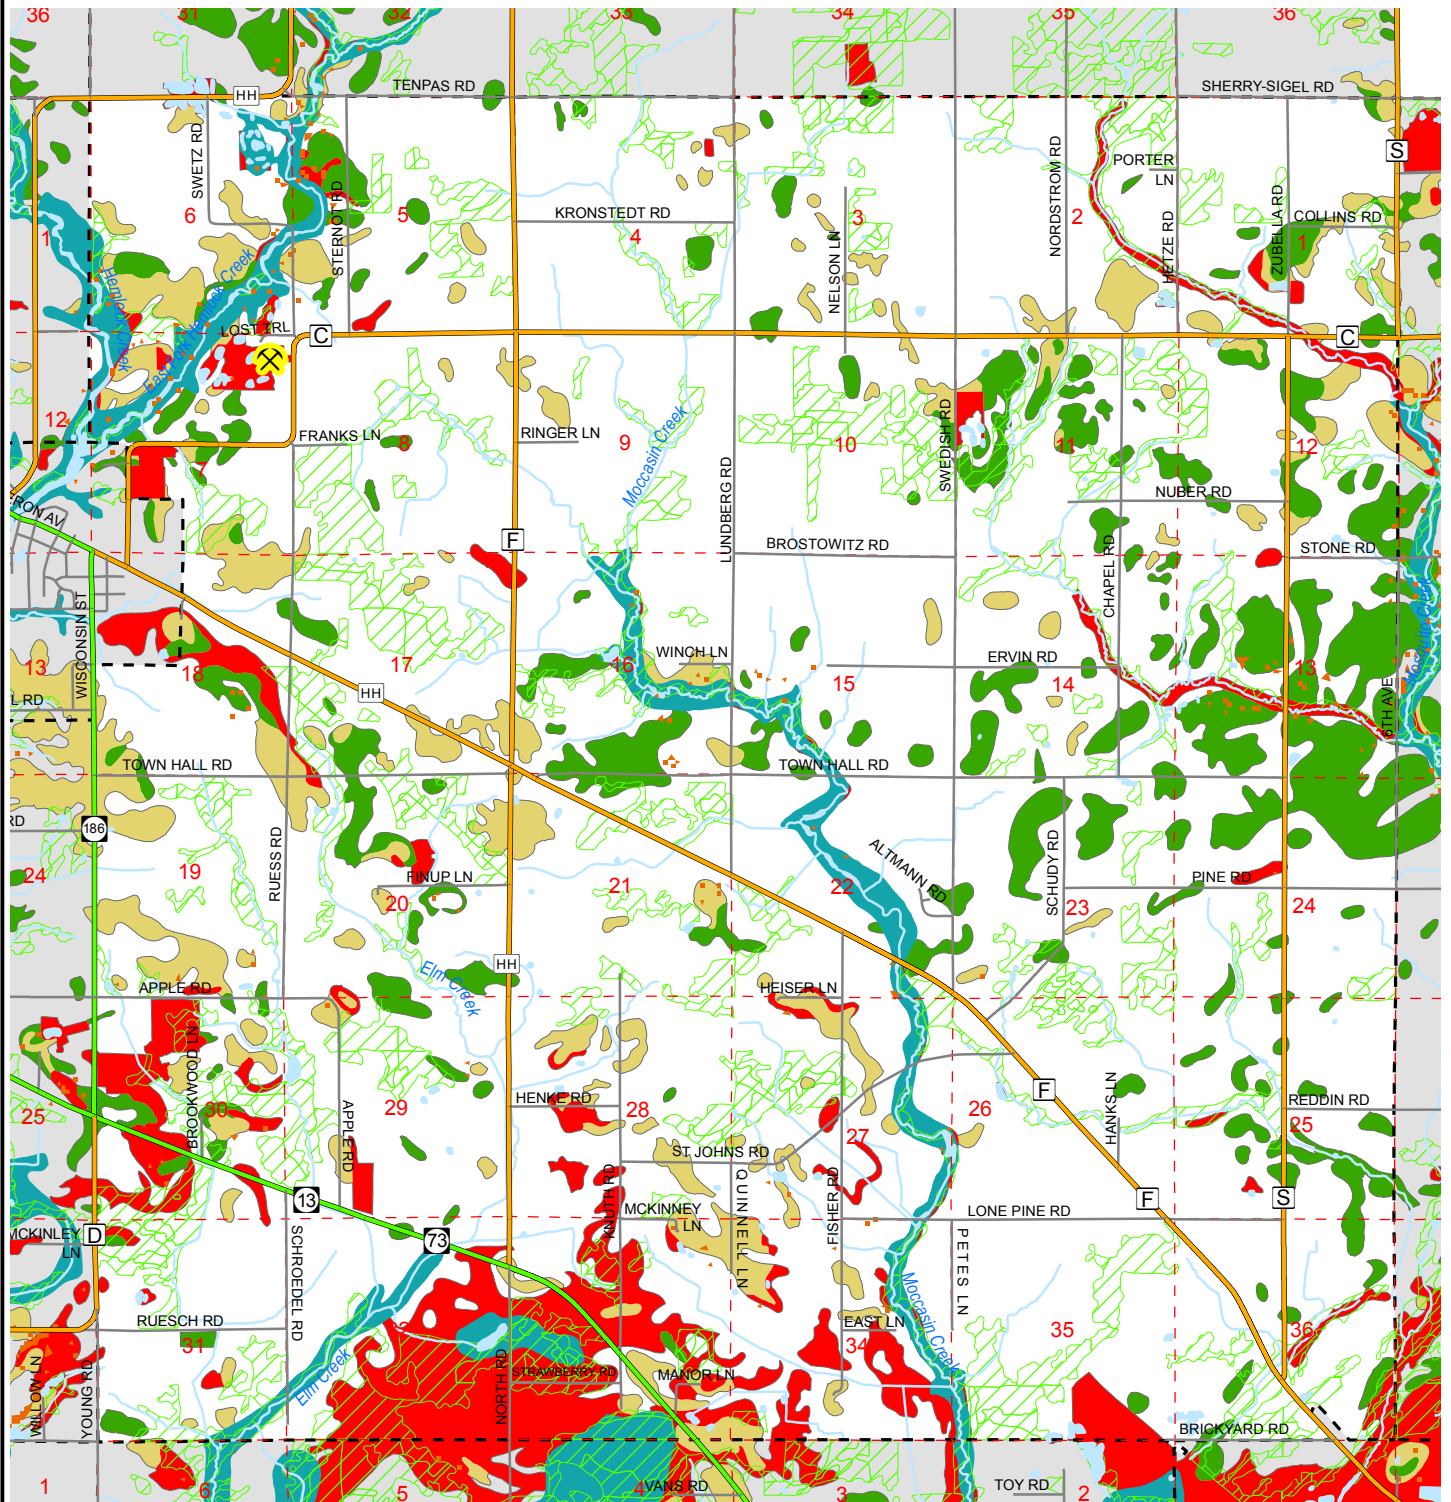 36
31
32
33
34
35
36
TENPAS RD
HH
SHERRY-SIGEL RD
S
SWETZ RD
STERNOT RD
NORDSTROM RD
PORTER
LN
HETZE RD
ZUBELLA RD
COLLINS RD
1
6
5
KRONSTEDT RD
4
3
2
1
NELSON LN
Hemlock Creek
East Fork Hemlock Creek
LOST TRL
C
C
12
7
FRANKS LN
8
RINGER LN
9
Moccasin Creek
10
SWEDISH RD
11
12
LUNDBERG RD
NUBER RD
ERON AV
F
BROSTOWITZ RD
STONE RD
CHAPEL RD
WISCONSIN ST
13
18
17
16
WINCH LN
15
ERVIN RD
14
13
HH
L RD
6TH AVE
TOWN HALL RD
TOWN HALL RD
RD
186
24
19
RUESS RD
FINUP LN
20
21
22
ALTMANN RD
SCHUDY RD
23
PINE RD
24
HH
Elm Creek
APPLE RD
HEISER LN
BROOKWOOD LN
25
30
APPLE RD
29
HENKE RD
28
27
26
F
HANKS LN
REDDIN RD
25
ST JOHNS RD
13
KNUTH RD
MCKINNEY
LN
QUINNELL LN
FISHER RD
LONE PINE RD
F
S
MCKINLEY
LN
D
SCHROEDEL RD
73
PETES LN
Moccasin Creek
RUESCH RD
31
EAST LN
34
35
36
WILLOW LN
YOUNG RD
Elm Creek
NORTH RD
STRAWBERRY RD
MANOR LN
BRICKYARD RD
1
6
5
4
VANS RD
3
TOY RD
2